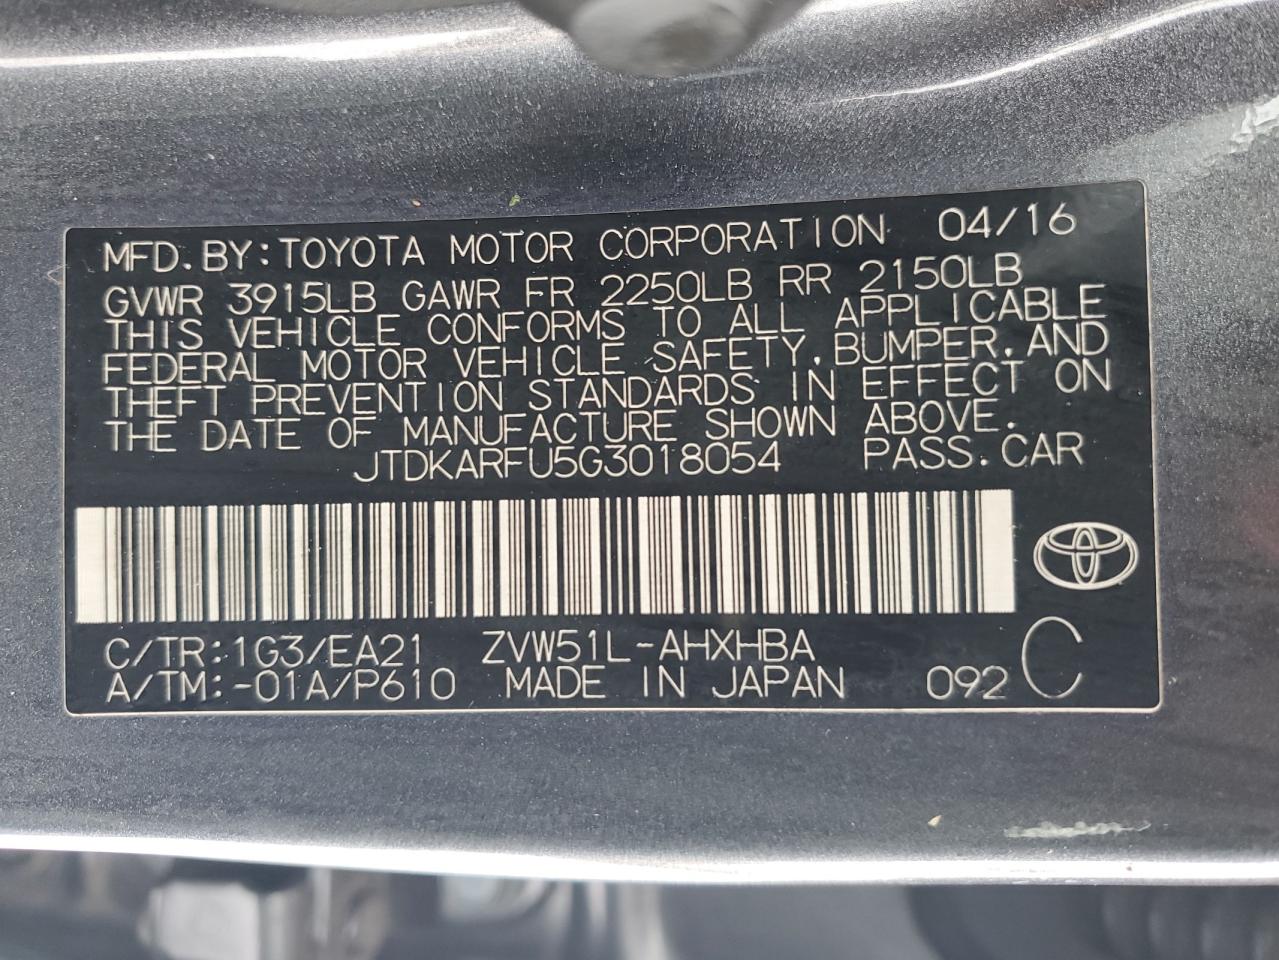 MFD. BY: TOYOTA MOTOR CORPORATION 04/16
GVWR 3915LB GAWR FR 2250LB RR 2150LB
THIS VEHICLE CONFORMS TO ALL APPLICABLE
FEDERAL MOTOR VEHICLE SAFETY, BUMPER, AND
THEFT PREVENTION STANDARDS IN EFFECT ON
THE DATE OF MANUFACTURE SHOWN ABOVE.
JTDKARFU5G3018054 PASS. CAR
C/TR: 1G3/EA21 ZVW51L-AHXHBA C
A/TM: -01A/P610 MADE IN JAPAN 092